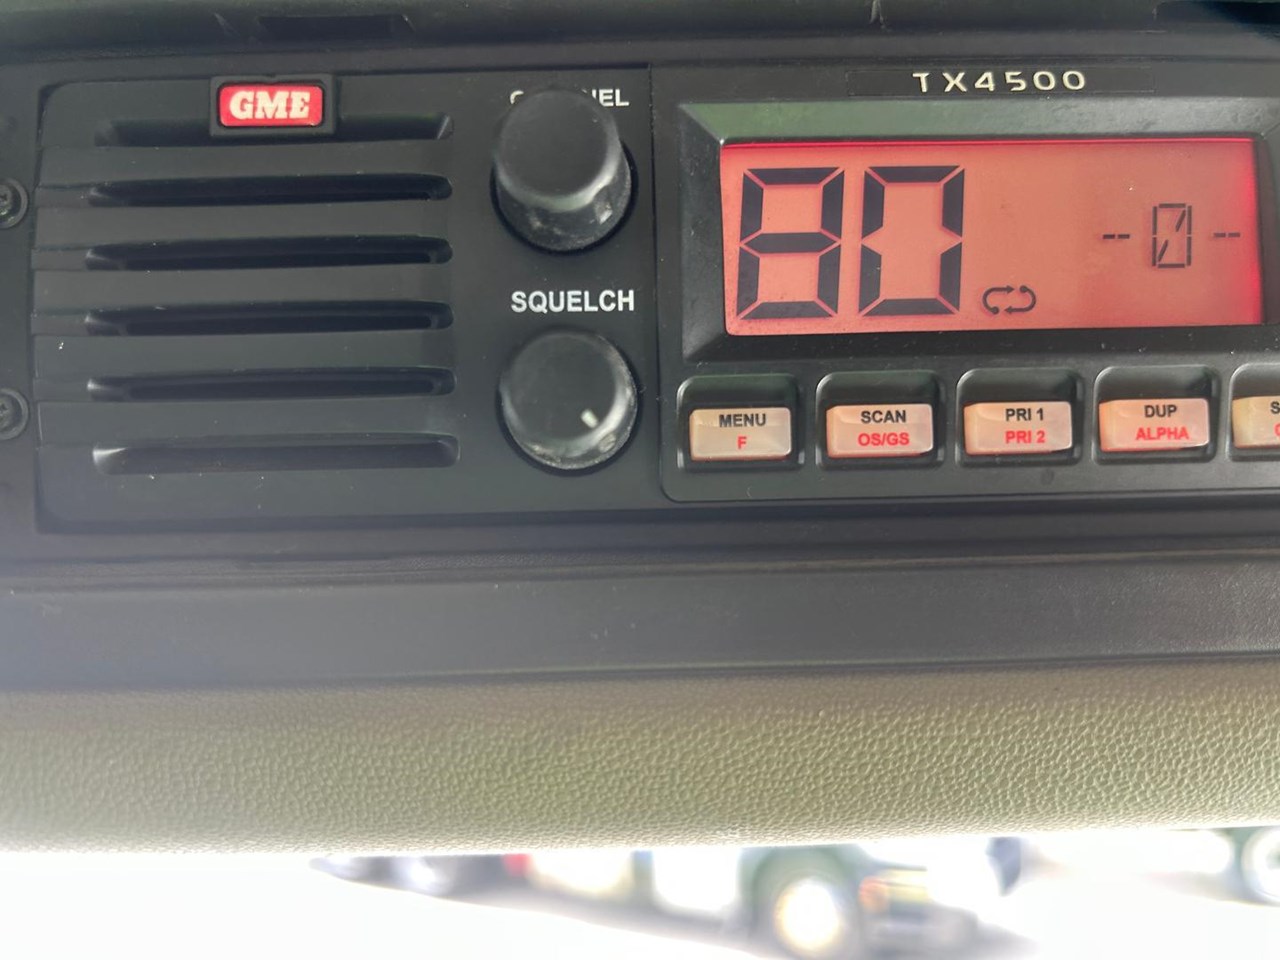 GME
TX4500
80
-- 0 --
SQUELCH
MENU
F
SCAN
OS/GS
PRI 1
PRI 2
DUP
ALPHA